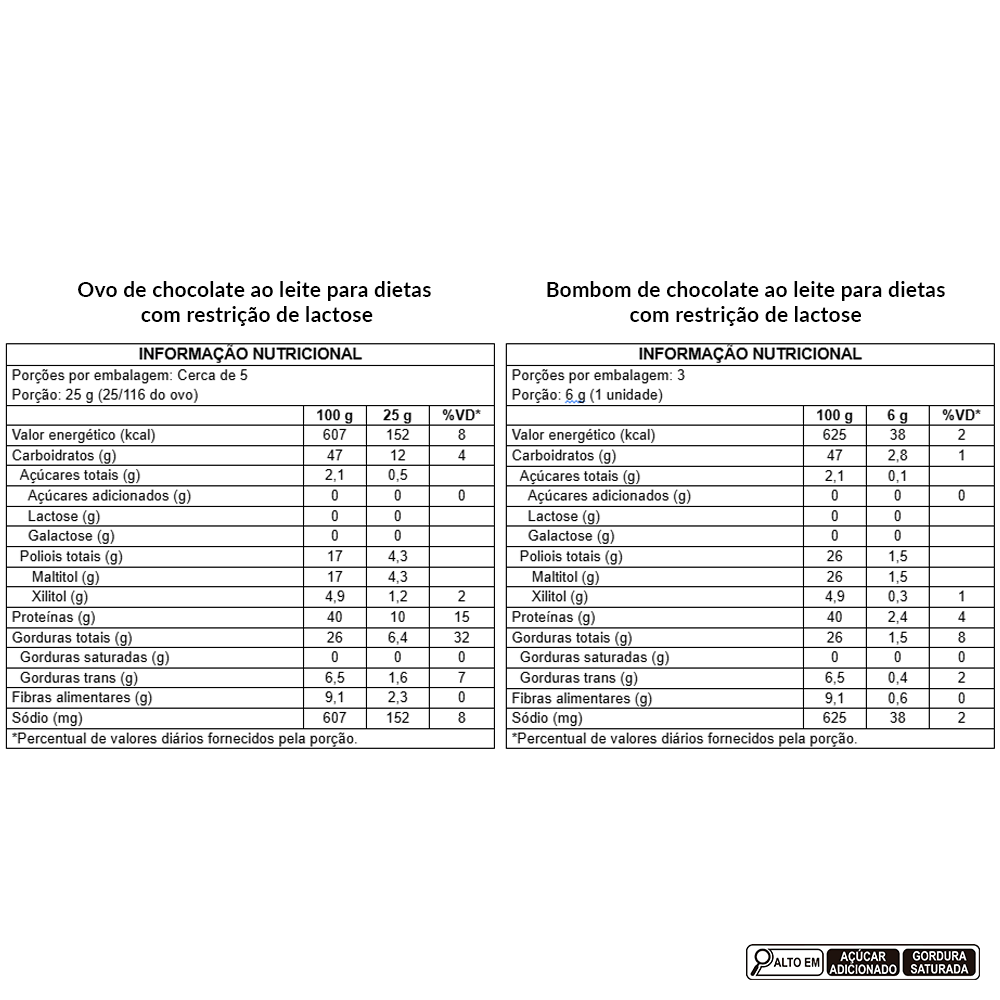 Ovo de chocolate ao leite para dietas
com restrição de lactose
INFORMAÇÃO NUTRICIONAL
Porções por embalagem: Cerca de 5
Porção: 25 g (25/116 do ovo)
100 g 25 g %VD*
Valor energético (kcal) 607 152 8
Carboidratos (g) 47 12 4
Açúcares totais (g) 2,1 0,5
Açúcares adicionados (g) 0 0 0
Lactose (g) 0 0
Galactose (g) 0 0
Poliois totais (g) 17 4,3
Maltitol (g) 17 4,3
Xilitol (g) 4,9 1,2 2
Proteínas (g) 40 10 15
Gorduras totais (g) 26 6,4 32
Gorduras saturadas (g) 0 0 0
Gorduras trans (g) 6,5 1,6 7
Fibras alimentares (g) 9,1 2,3 0
Sódio (mg) 607 152 8
*Percentual de valores diários fornecidos pela porção.
Bombom de chocolate ao leite para dietas
com restrição de lactose
INFORMAÇÃO NUTRICIONAL
Porções por embalagem: 3
Porção: 6 g (1 unidade)
100 g 6 g %VD*
Valor energético (kcal) 625 38 2
Carboidratos (g) 47 2,8 1
Açúcares totais (g) 2,1 0,1
Açúcares adicionados (g) 0 0 0
Lactose (g) 0 0
Galactose (g) 0 0
Poliois totais (g) 26 1,5
Maltitol (g) 26 1,5
Xilitol (g) 4,9 0,3 1
Proteínas (g) 40 2,4 4
Gorduras totais (g) 26 1,5 8
Gorduras saturadas (g) 0 0 0
Gorduras trans (g) 6,5 0,4 2
Fibras alimentares (g) 9,1 0,6 0
Sódio (mg) 625 38 2
*Percentual de valores diários fornecidos pela porção.
ALTO EM
AÇÚCAR
ADICIONADO
GORDURA
SATURADA